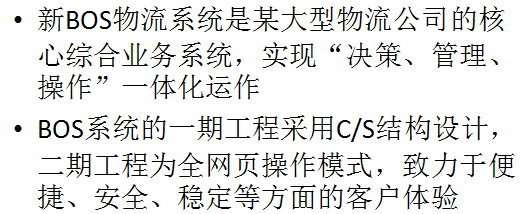 • 新BOS物流系统是某大型物流公司的核
心综合业务系统，实现“决策、管理、
操作”一体化运作
• BOS系统的一期工程采用C/S结构设计，
二期工程为全网页操作模式，致力于便
捷、安全、稳定等方面的客户体验